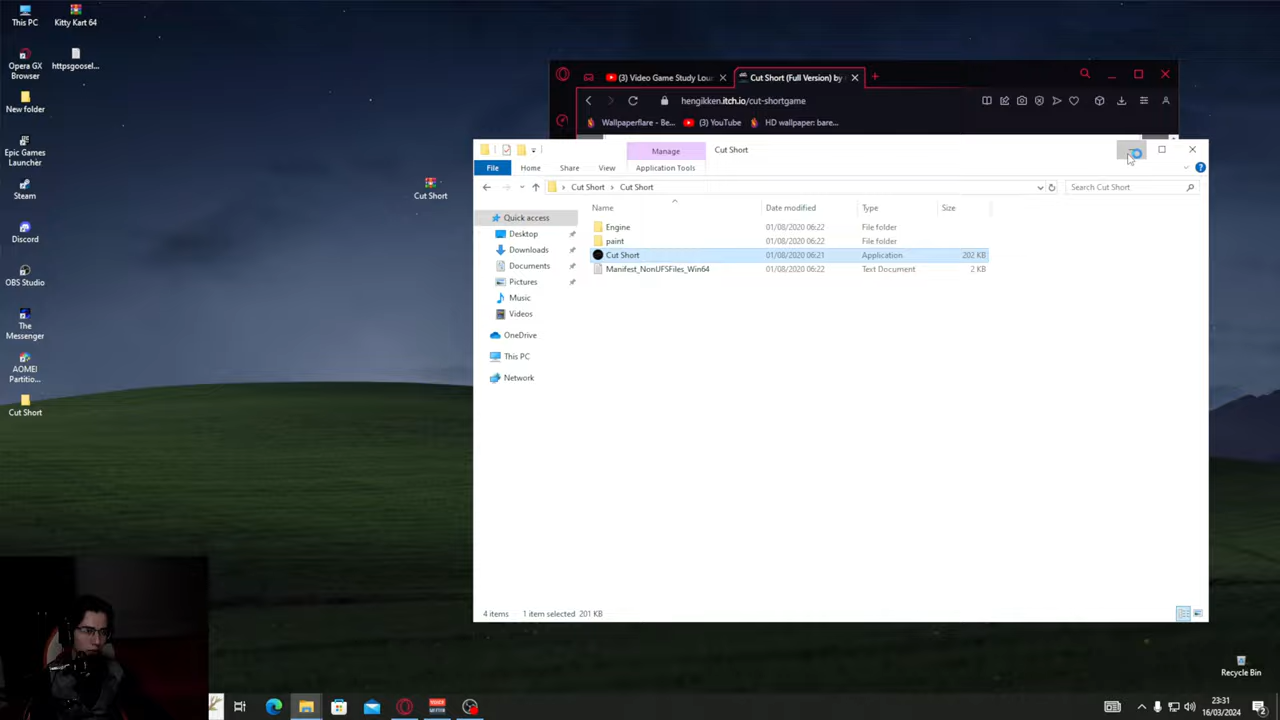 This PC
Kitty Kart 64
Opera GX
Browser
httpsgoosel...
New folder
Epic Games
Launcher
Steam
Discord
OBS Studio
The
Messenger
AOMEI
Partitio...
Cut Short
Cut Short
(3) Video Game Study Lour
Cut Short (Full Version) by
hengikken.itch.io/cut-shortgame
Wallpaperflare - Be...
(3) YouTube
HD wallpaper: bare...
Manage
Cut Short
File
Home
Share
View
Application Tools
Cut Short
Cut Short
Search Cut Short
Name
Date modified
Type
Size
Quick access
Desktop
Downloads
Documents
Pictures
Music
Videos
OneDrive
This PC
Network
Engine 01/08/2020 06:22 File folder
paint 01/08/2020 06:22 File folder
Cut Short 01/08/2020 06:21 Application 202 KB
Manifest_NonUFSFiles_Win64 01/08/2020 06:22 Text Document 2 KB
4 items 1 item selected 201 KB
Recycle Bin
23:31
16/03/2024
2